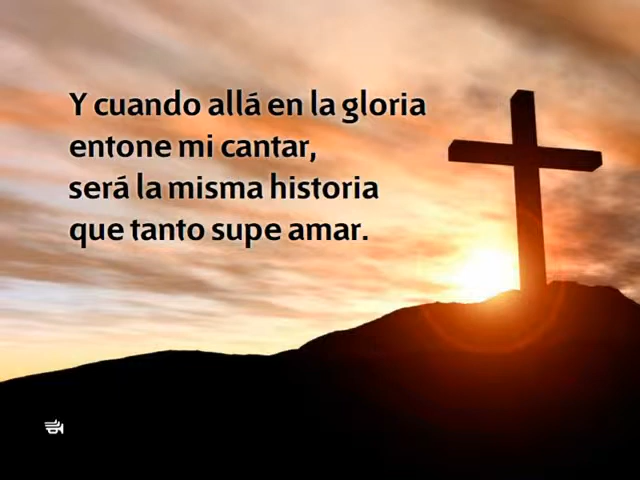 Y cuando allá en la gloria
entone mi cantar,
será la misma historia
que tanto supe amar.